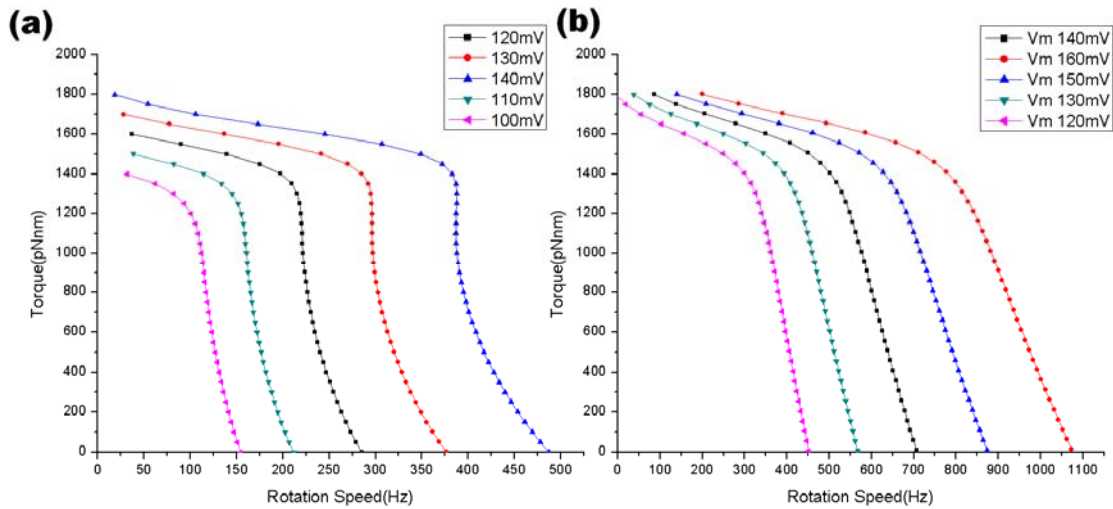 (a)
120mV
130mV
140mV
110mV
100mV
2000
1800
1600
1400
1200
1000
800
600
400
200
0
Torque(pNnm)
0 50 100 150 200 250 300 350 400 450 500
Rotation Speed(Hz)
(b)
Vm 140mV
Vm 160mV
Vm 150mV
Vm 130mV
Vm 120mV
2000
1800
1600
1400
1200
1000
800
600
400
200
0
Torque(pNnm)
0 100 200 300 400 500 600 700 800 900 1000 1100
Rotation Speed(Hz)